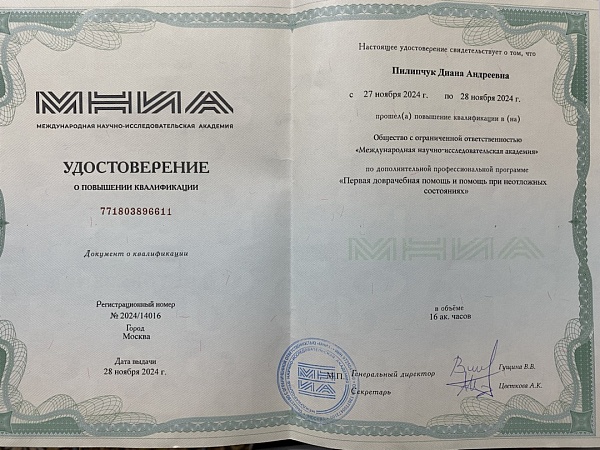 МНИА
МЕЖДУНАРОДНАЯ НАУЧНО-ИССЛЕДОВАТЕЛЬСКАЯ АКАДЕМИЯ
УДОСТОВЕРЕНИЕ
О ПОВЫШЕНИИ КВАЛИФИКАЦИИ
771803896611
Документ о квалификации
Регистрационный номер
№ 2024/14016
Город
Москва
Дата выдачи
28 ноября 2024 г.
Настоящее удостоверение свидетельствует о том, что
Пилипчук Диана Андреевна
с 27 ноября 2024 г. по 28 ноября 2024 г.
прошел(а) повышение квалификации в (на)
Общество с ограниченной ответственностью
«Международная научно-исследовательская академия»
по дополнительной профессиональной программе
«Первая доврачебная помощь и помощь при неотложных
состояниях»
МНИА
в объёме
16 ак. часов
М.П. Генеральный директор Гущина В.В.
Секретарь Цветкова А.К.
МНИА